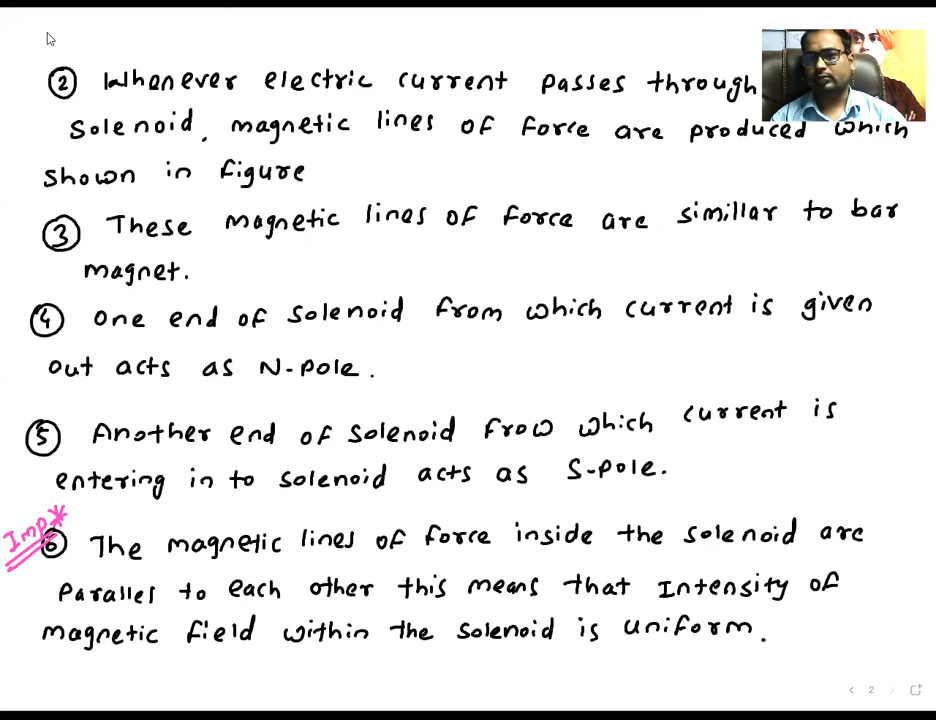 ② Whenever electric current passes through
Solenoid, magnetic lines of force are produced which
shown in figure
③ These magnetic lines of force are simillar to bar
magnet.
④ One end of solenoid from which current is given
out acts as N-pole.
⑤ Another end of solenoid from which current is
entering in to solenoid acts as S-pole.
Imp*
⑥ The magnetic lines of force inside the solenoid are
Parallel to each other this means that Intensity of
magnetic field within the solenoid is uniform.
2